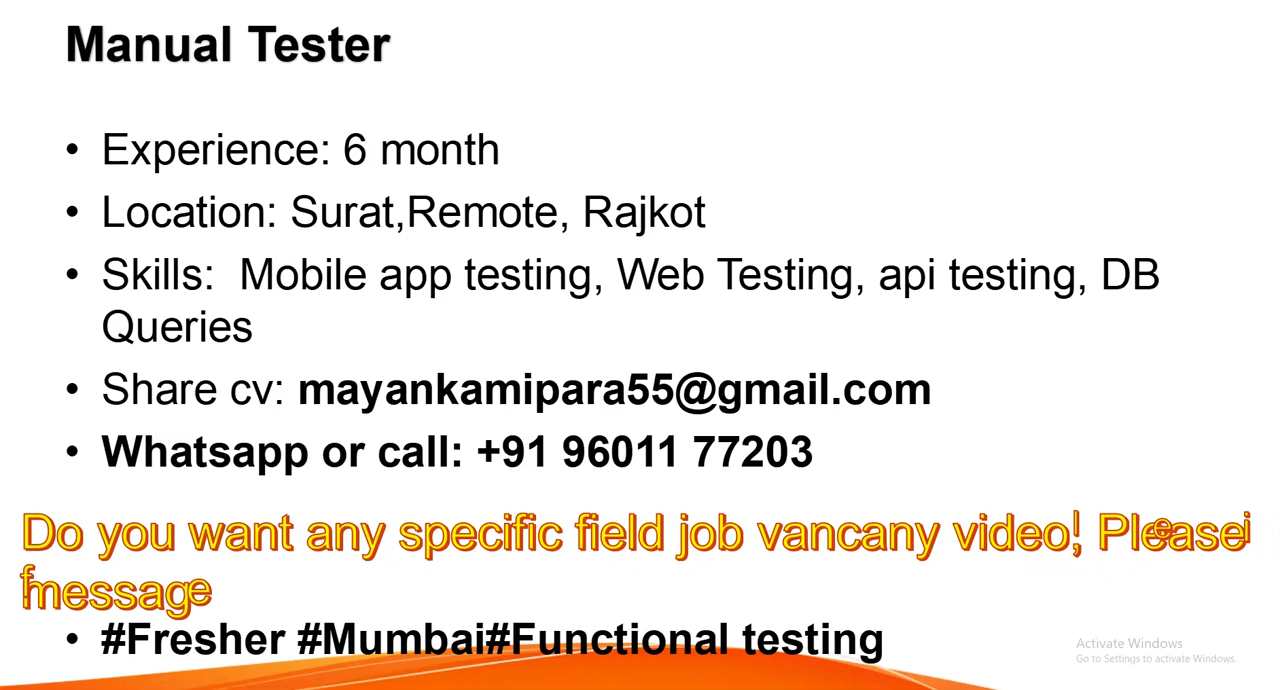 Manual Tester
• Experience: 6 month
• Location: Surat,Remote, Rajkot
• Skills:  Mobile app testing, Web Testing, api testing, DB
Queries
• Share cv: mayankamipara55@gmail.com
• Whatsapp or call: +91 96011 77203
Do you want any specific field job vancany video, Please
message
• #Fresher #Mumbai#Functional testing
Activate Windows
Go to Settings to activate Windows.